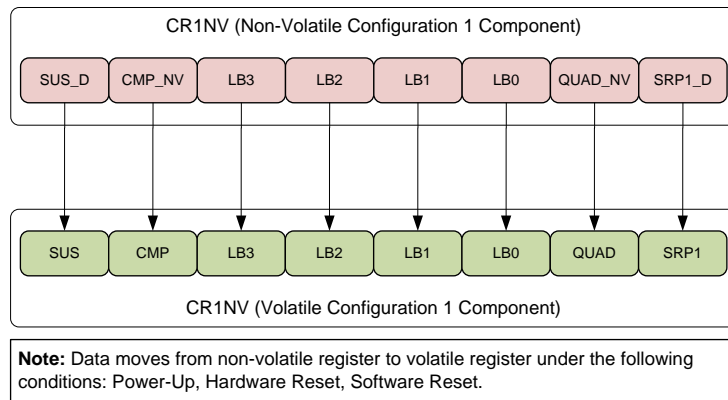 CR1NV (Non-Volatile Configuration 1 Component)
SUS_D CMP_NV LB3 LB2 LB1 LB0 QUAD_NV SRP1_D
SUS CMP LB3 LB2 LB1 LB0 QUAD SRP1
CR1NV (Volatile Configuration 1 Component)
Note: Data moves from non-volatile register to volatile register under the following
conditions: Power-Up, Hardware Reset, Software Reset.